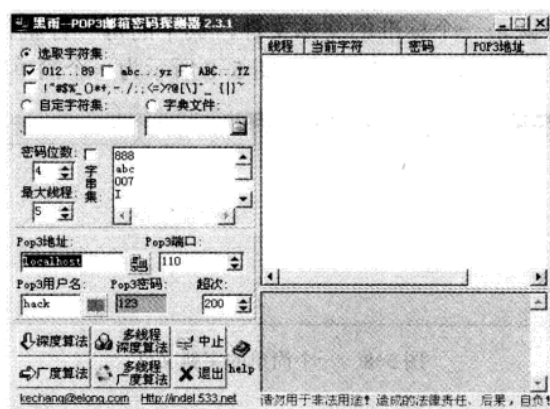 黑雨--POP3邮箱密码探测器 2.3.1
选取字符集:
012...89 abc...yz ABC...YZ
自定字符集: 字典文件:
密码位数: 字串集
4
888
abc
007
I
最大线程:
5
Pop3地址: Pop3端口:
localhost 110
Pop3用户名: Pop3密码: 超次:
hack 123 200
深度算法 多线程深度算法 中止
广度算法 多线程广度算法 退出 help
kechang@elong.com Http://indel.533.net
线程 当前字符 密码 POP3地址
请勿用于非法用途! 造成的法律责任、后果,自负!